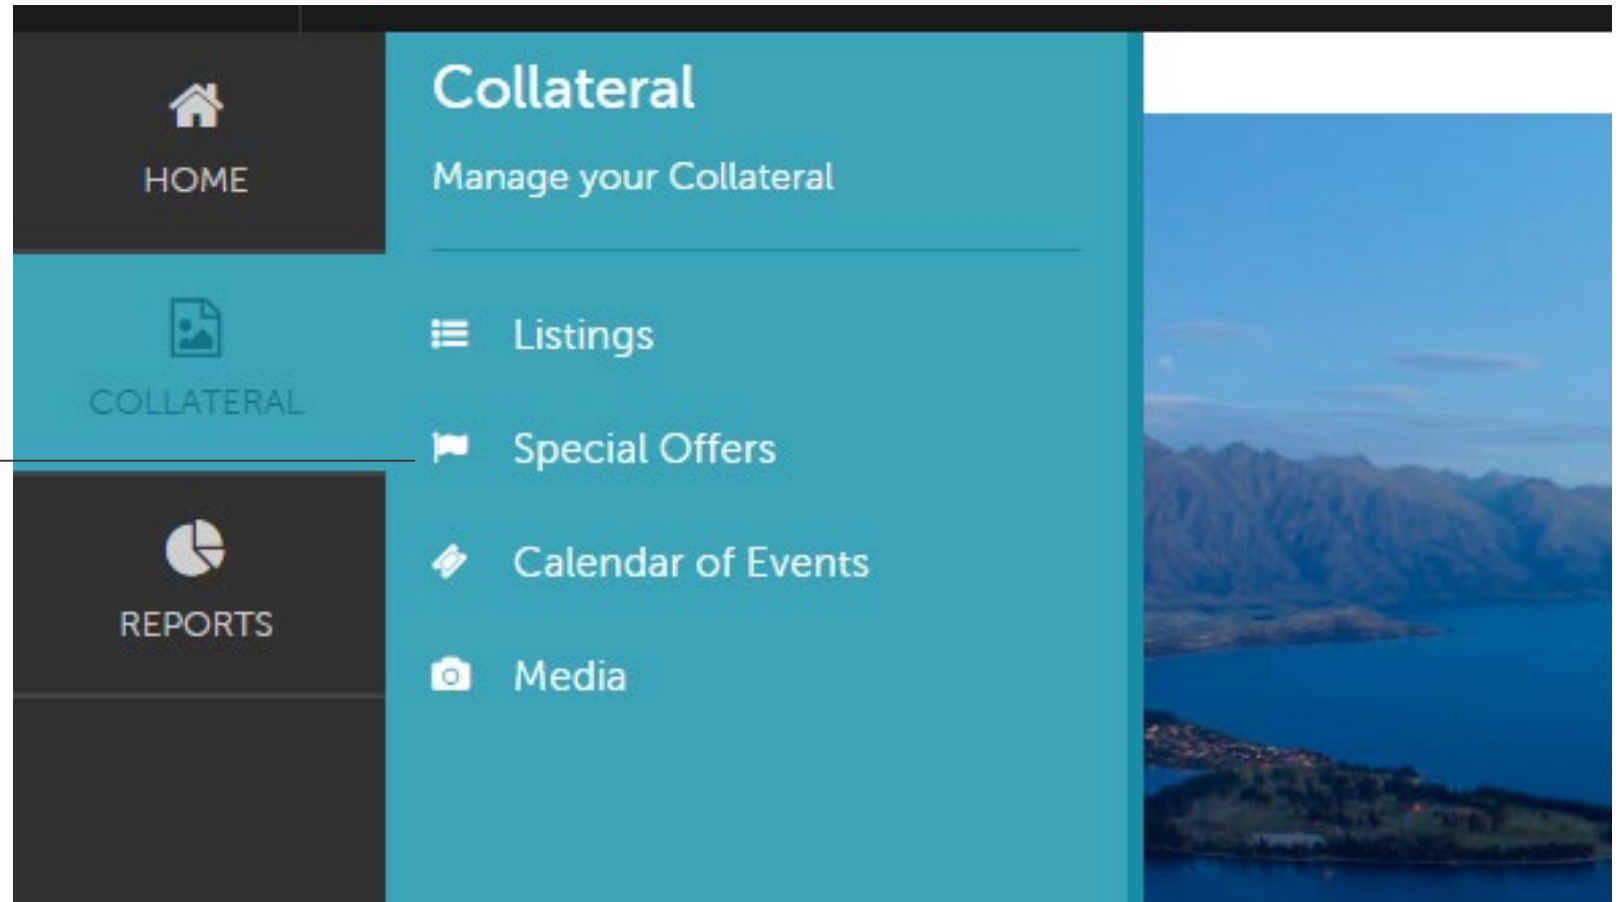 HOME
COLLATERAL
REPORTS
Collateral
Manage your Collateral
Listings
Special Offers
Calendar of Events
Media